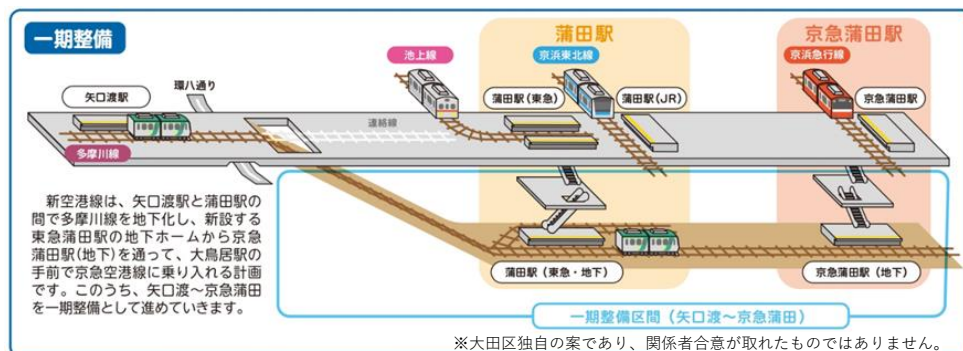 一期整備
蒲田駅
京急蒲田駅
池上線
京浜東北線
京浜急行線
環八通り
矢口渡駅
蒲田駅(東急)
蒲田駅(JR)
京急蒲田駅
連絡線
多摩川線
新空港線は、矢口渡駅と蒲田駅の
間で多摩川線を地下化し、新設する
東急蒲田駅の地下ホームから京急
蒲田駅(地下)を通って、大鳥居駅の
手前で京急空港線に乗り入れる計画
です。このうち、矢口渡～京急蒲田
を一期整備として進めていきます。
蒲田駅(東急・地下)
京急蒲田駅(地下)
一期整備区間(矢口渡～京急蒲田)
※大田区独自の案であり、関係者合意が取れたものではありません。